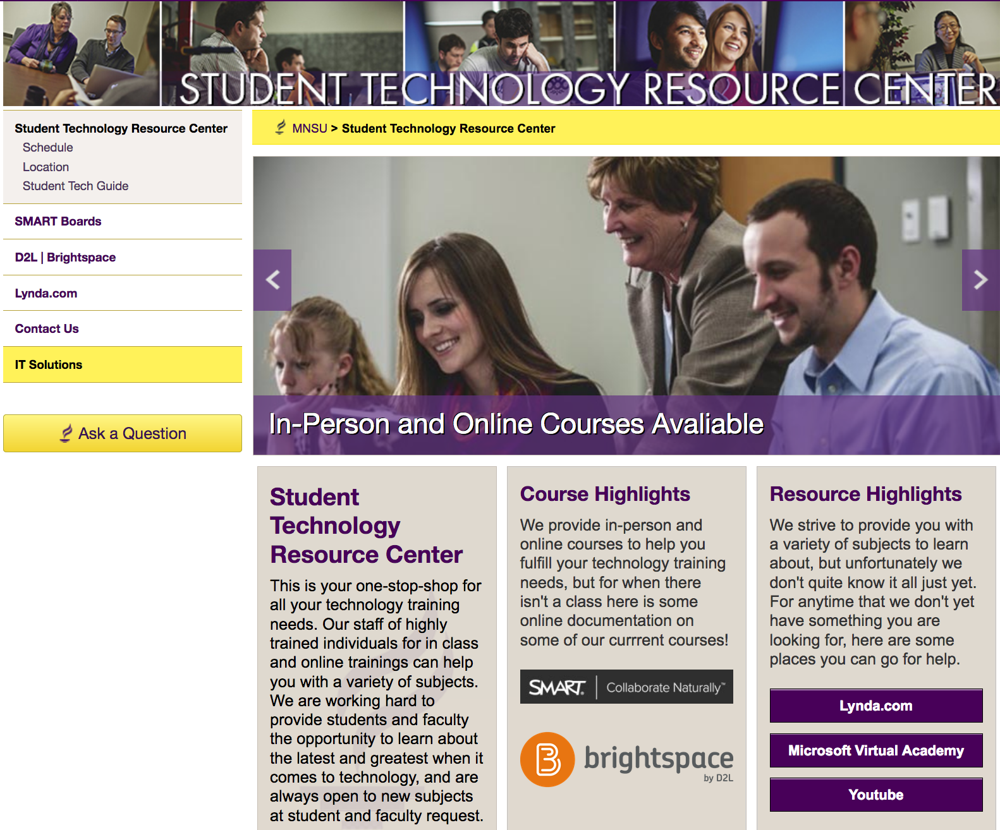 STUDENT TECHNOLOGY RESOURCE CENTER
Student Technology Resource Center
Schedule
Location
Student Tech Guide
SMART Boards
D2L | Brightspace
Lynda.com
Contact Us
IT Solutions
Ask a Question
MNSU > Student Technology Resource Center
In-Person and Online Courses Avaliable
Student
Technology
Resource Center
This is your one-stop-shop for
all your technology training
needs. Our staff of highly
trained individuals for in class
and online trainings can help
you with a variety of subjects.
We are working hard to
provide students and faculty
the opportunity to learn about
the latest and greatest when it
comes to technology, and are
always open to new subjects
at student and faculty request.
Course Highlights
We provide in-person and
online courses to help you
fulfill your technology training
needs, but for when there
isn't a class here is some
online documentation on
some of our currrent courses!
SMART. | Collaborate Naturally™
B brightspace
by D2L
Resource Highlights
We strive to provide you with
a variety of subjects to learn
about, but unfortunately we
don't quite know it all just yet.
For anytime that we don't yet
have something you are
looking for, here are some
places you can go for help.
Lynda.com
Microsoft Virtual Academy
Youtube